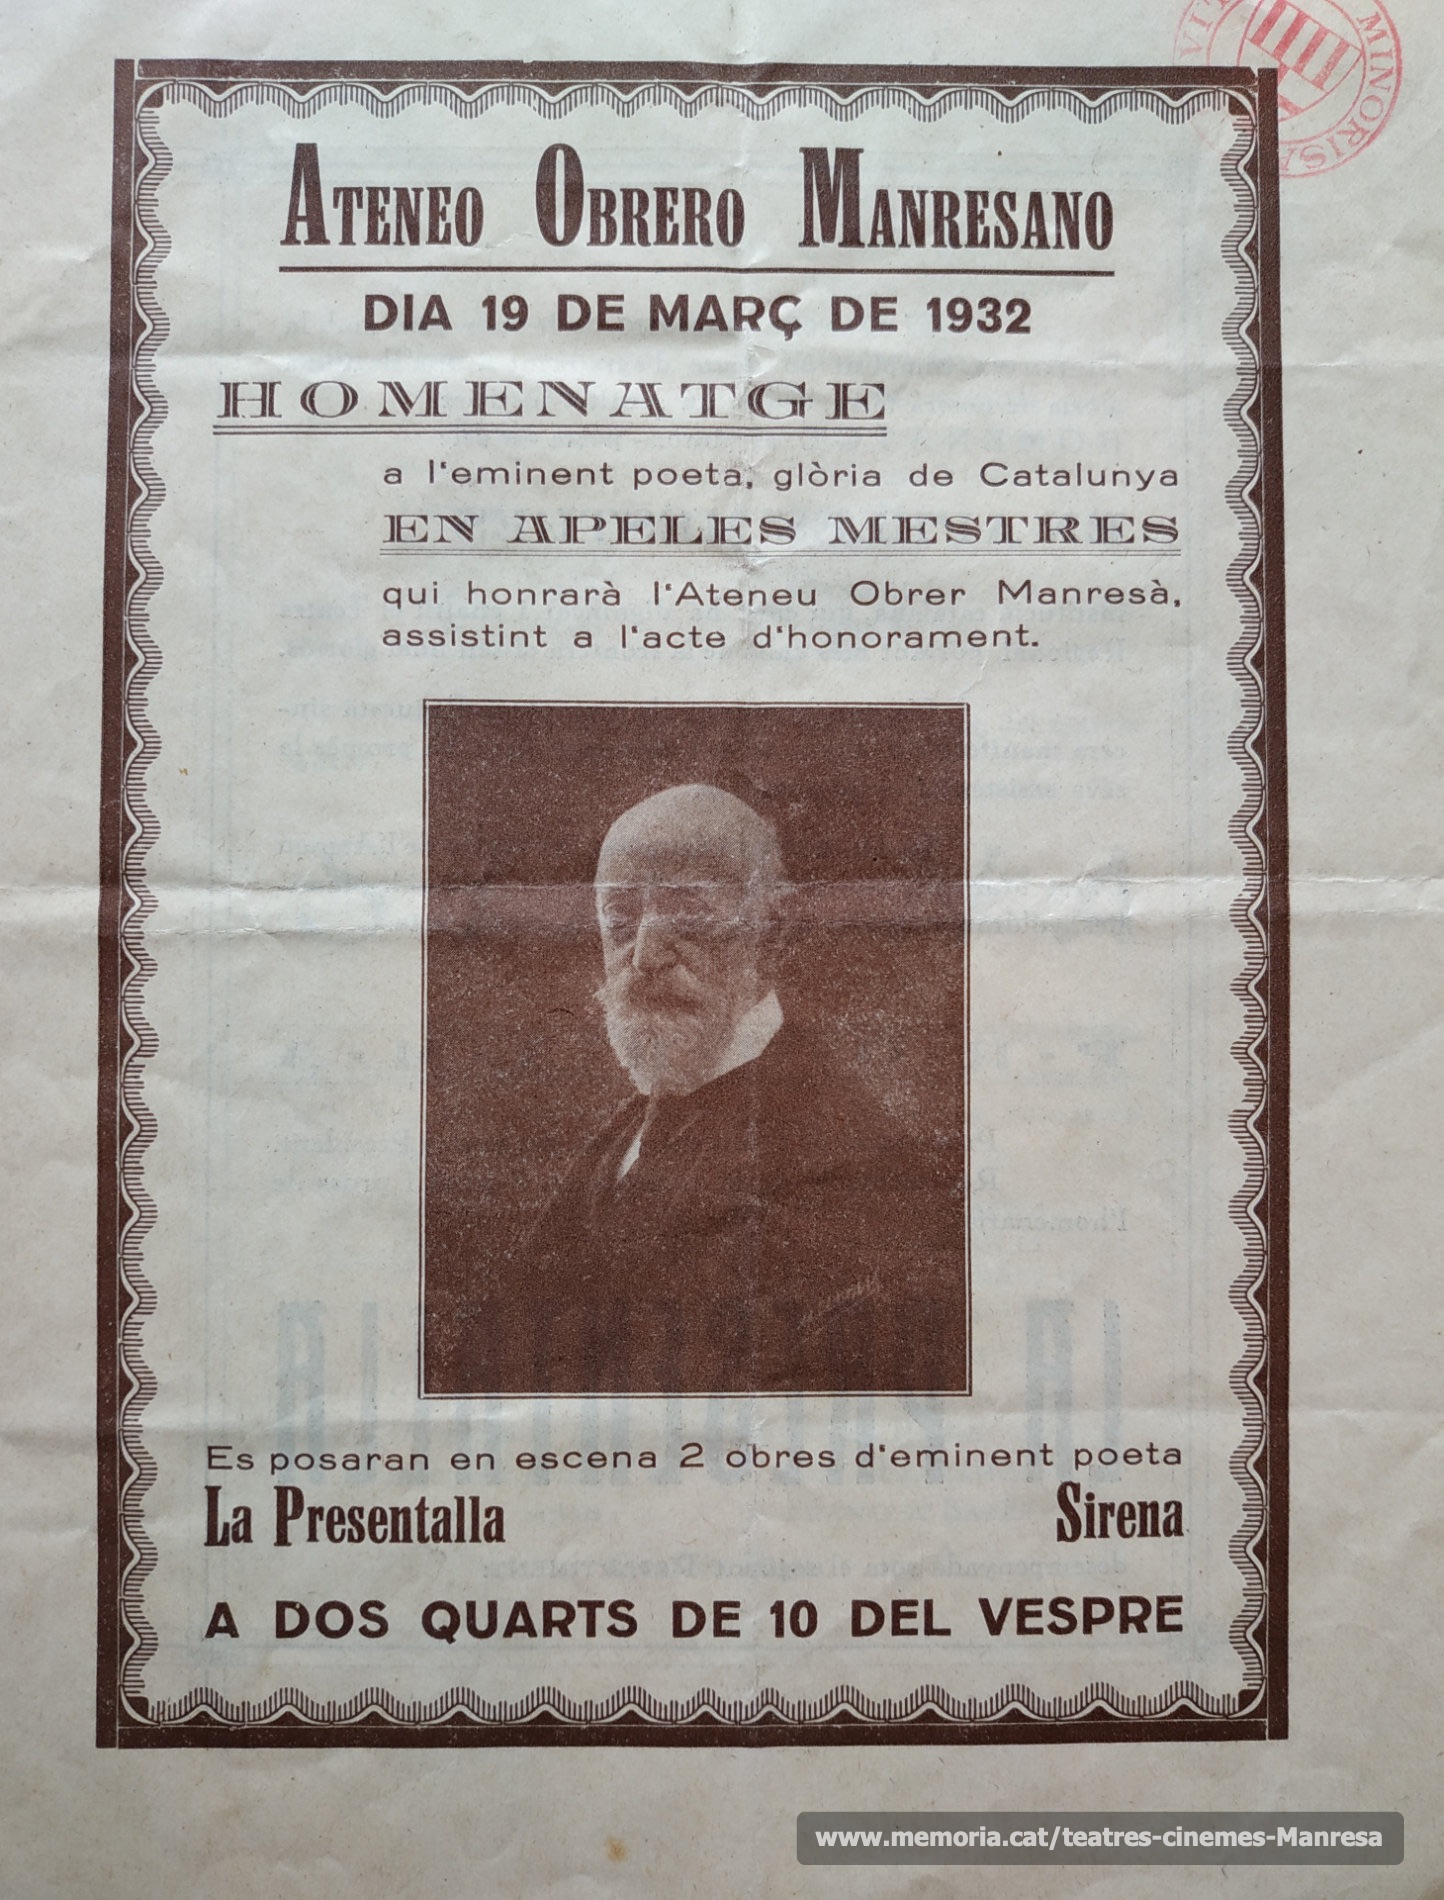 ATENEO OBRERO MANRESANO
DIA 19 DE MARÇ DE 1932
HOMENATGE
a l'eminent poeta, glòria de Catalunya
EN APELES MESTRES
qui honrarà l'Ateneu Obrer Manresà,
assistint a l'acte d'honorament.
Es posaran en escena 2 obres d'eminent poeta
La Presentalla Sirena
A DOS QUARTS DE 10 DEL VESPRE
MINORISA
www.memoria.cat/teatres-cinemes-Manresa